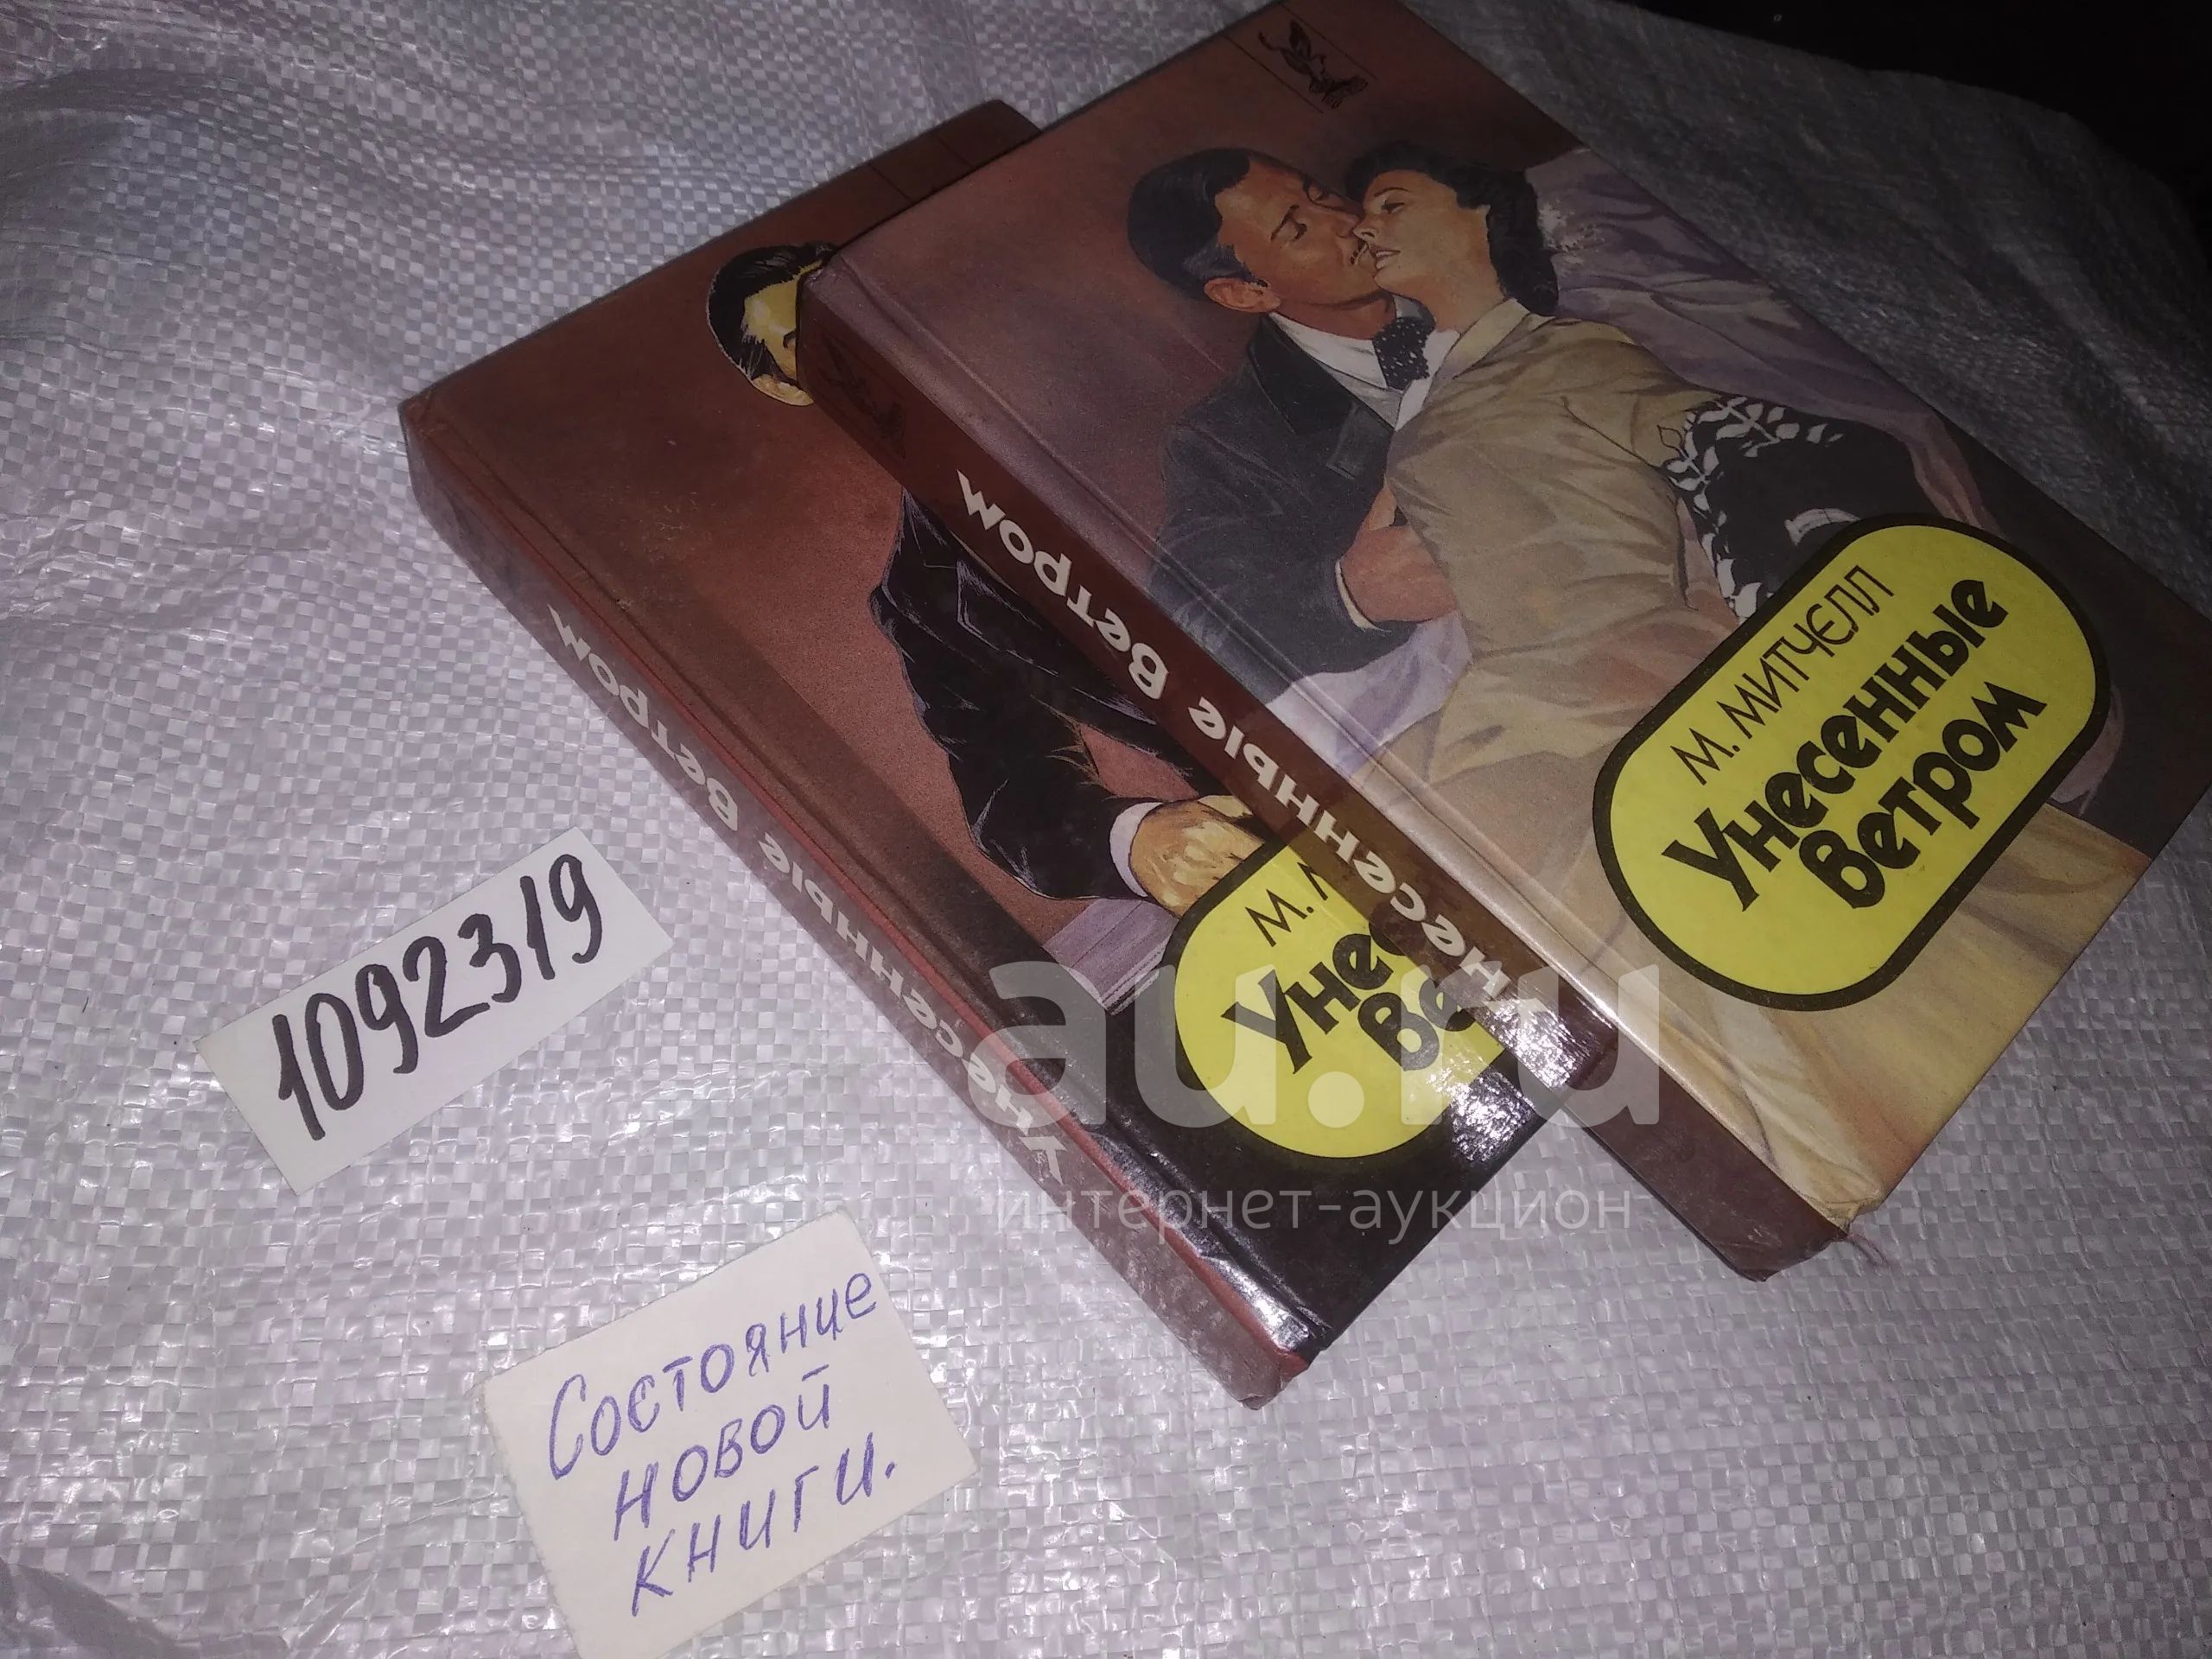 М. МИТЧЕЛЛ
Унесенные
Ветром
Унесенные Ветром
М. М
Унес
Ве
Унесенные Ветром
1092319
Состояние
новой
книги.
au.ru
интернет-аукцион